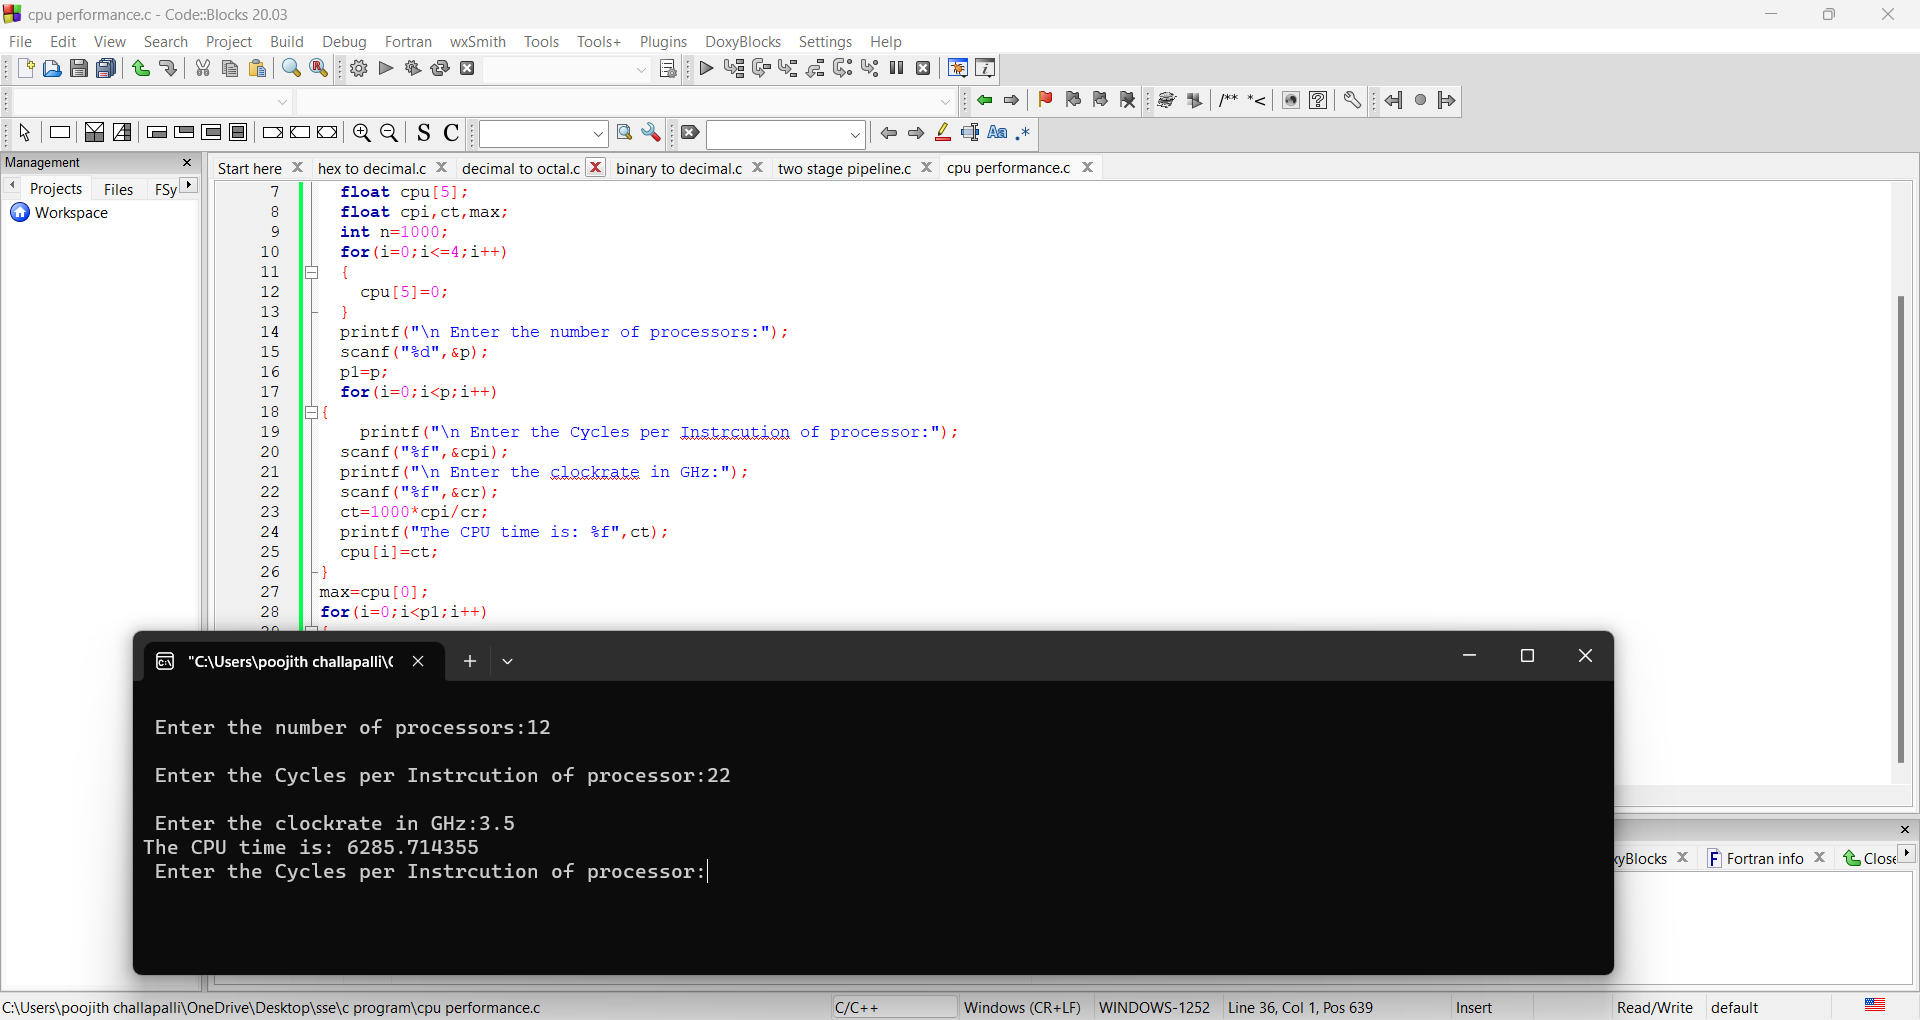 cpu performance.c - Code::Blocks 20.03
File Edit View Search Project Build Debug Fortran wxSmith Tools Tools+ Plugins DoxyBlocks Settings Help
/** *<
S C Aa .*
Management
Start here hex to decimal.c decimal to octal.c binary to decimal.c two stage pipeline.c cpu performance.c
Projects Files FSy
Workspace
7 float cpu[5];
8 float cpi,ct,max;
9 int n=1000;
10 for(i=0;i<=4;i++)
11 {
12 cpu[5]=0;
13 }
14 printf("\n Enter the number of processors:");
15 scanf("%d",&p);
16 p1=p;
17 for(i=0;i<p;i++)
18 {
19 printf("\n Enter the Cycles per Instrcution of processor:");
20 scanf("%f",&cpi);
21 printf("\n Enter the clockrate in GHz:");
22 scanf("%f",&cr);
23 ct=1000*cpi/cr;
24 printf("The CPU time is: %f",ct);
25 cpu[i]=ct;
26 }
27 max=cpu[0];
28 for(i=0;i<p1;i++)
"C:\Users\poojith challapalli\(
Enter the number of processors:12
Enter the Cycles per Instrcution of processor:22
Enter the clockrate in GHz:3.5
The CPU time is: 6285.714355
Enter the Cycles per Instrcution of processor:
xyBlocks Fortran info Close
C:\Users\poojith challapalli\OneDrive\Desktop\sse\c program\cpu performance.c C/C++ Windows (CR+LF) WINDOWS-1252 Line 36, Col 1, Pos 639 Insert Read/Write default